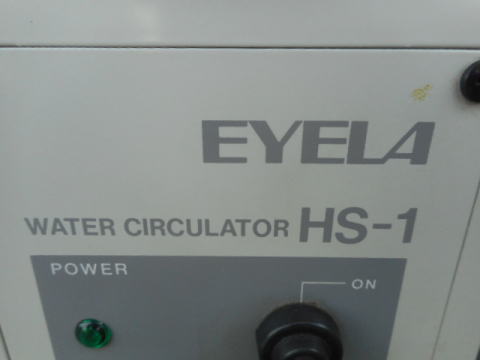 EYELA
WATER CIRCULATOR HS-1
POWER
ON